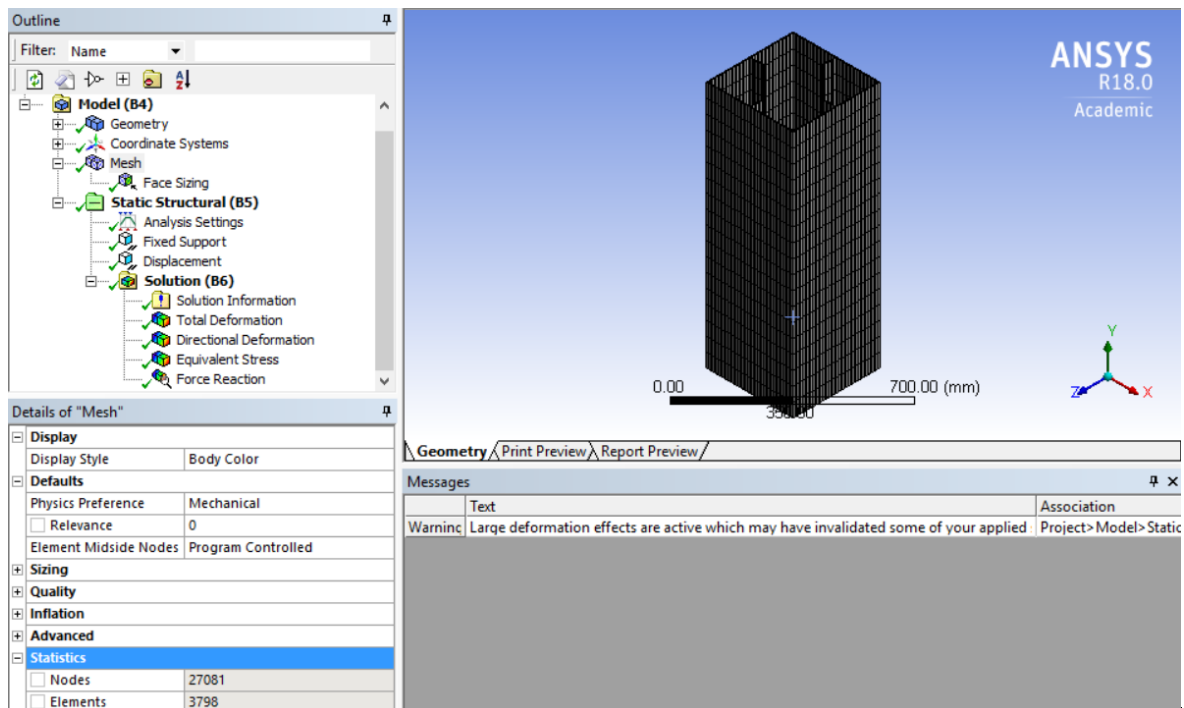 Outline
Filter: Name
Model (B4)
Geometry
Coordinate Systems
Mesh
Face Sizing
Static Structural (B5)
Analysis Settings
Fixed Support
Displacement
Solution (B6)
Solution Information
Total Deformation
Directional Deformation
Equivalent Stress
Force Reaction
Details of "Mesh"
Display
Display Style Body Color
Defaults
Physics Preference Mechanical
Relevance 0
Element Midside Nodes Program Controlled
Sizing
Quality
Inflation
Advanced
Statistics
Nodes 27081
Elements 3798
ANSYS
R18.0
Academic
Y
Z X
0.00 700.00 (mm)
Geometry Print Preview Report Preview
Messages
Text Association
Warninc Large deformation effects are active which may have invalidated some of your applied Project>Model>Static